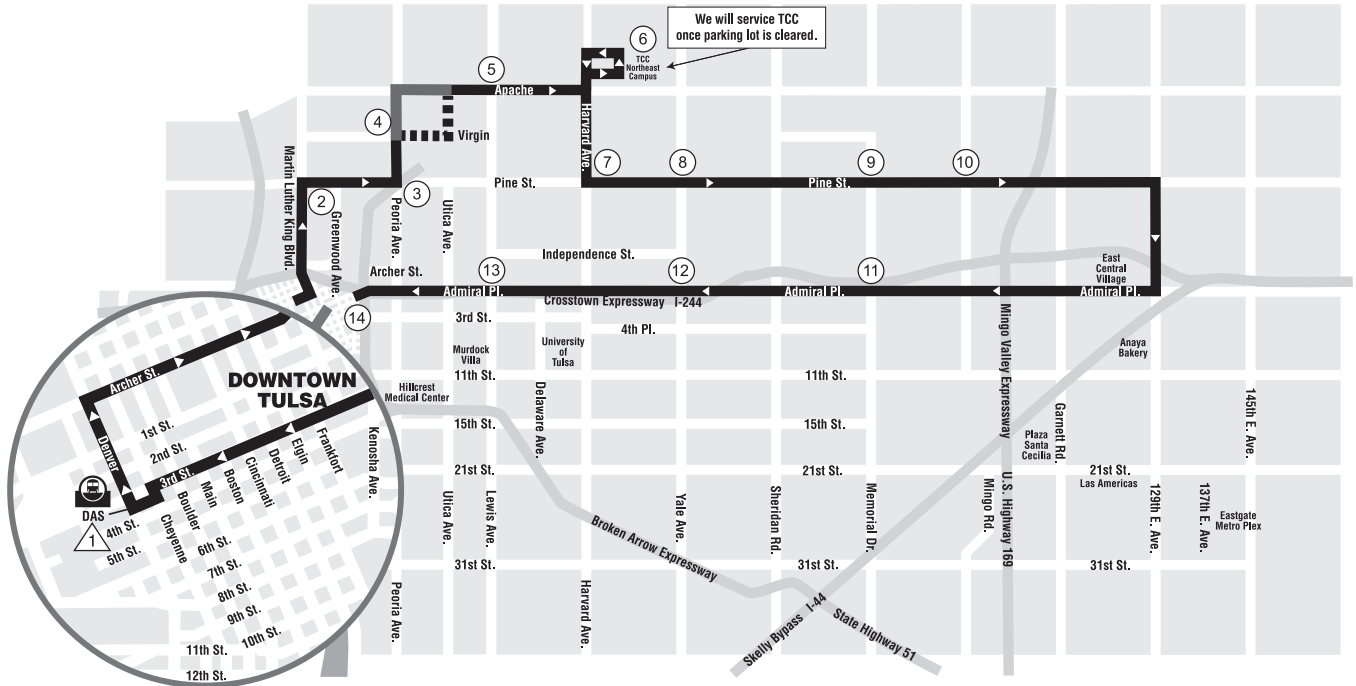 We will service TCC
once parking lot is cleared.
6
TCC
Northeast
Campus
5
Apache
4
Virgin
Harvard Ave.
7
8
9
10
Martin Luther King Blvd.
2
3
Pine St.
Pine St.
Greenwood Ave.
Peoria Ave.
Utica Ave.
Independence St.
Archer St.
13
12
11
East
Central
Village
Admiral Pl.
Admiral Pl.
Admiral Pl.
Crosstown Expressway I-244
14
3rd St.
4th Pl.
Murdock
Villa
University
of
Tulsa
Mingo Valley Expressway
U.S. Highway 169
Anaya
Bakery
11th St.
11th St.
Hillcrest
Medical Center
Delaware Ave.
15th St.
15th St.
Kenosha Ave.
Garnett Rd.
Plaza
Santa
Cecilia
145th E. Ave.
21st St.
21st St.
21st St.
Las Americas
Utica Ave.
Lewis Ave.
Yale Ave.
Sheridan Rd.
Memorial Dr.
Mingo Rd.
129th E. Ave.
137th E. Ave.
Eastgate
Metro Plex
Broken Arrow Expressway
31st St.
31st St.
31st St.
Peoria Ave.
Harvard Ave.
Skelly Bypass I-44
State Highway 51
Archer St.
DOWNTOWN
TULSA
Denver
1st St.
2nd St.
3rd St.
Frankfort
Elgin
Detroit
Cincinnati
Boston
Main
Boulder
Cheyenne
DAS
1
4th St.
5th St.
6th St.
7th St.
8th St.
9th St.
10th St.
11th St.
12th St.